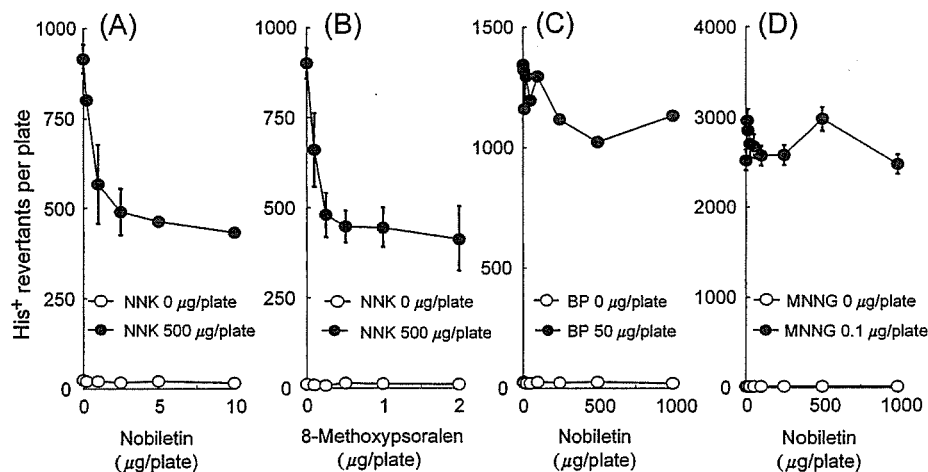 (A)
(B)
(C)
(D)
His+ revertants per plate
1000
750
500
250
0
NNK 0 μg/plate
NNK 500 μg/plate
0
5
10
Nobiletin
(μg/plate)
1000
750
500
250
0
NNK 0 μg/plate
NNK 500 μg/plate
0
1
2
8-Methoxypsoralen
(μg/plate)
1500
1000
500
0
BP 0 μg/plate
BP 50 μg/plate
0
500
1000
Nobiletin
(μg/plate)
4000
3000
2000
1000
0
MNNG 0 μg/plate
MNNG 0.1 μg/plate
0
500
1000
Nobiletin
(μg/plate)